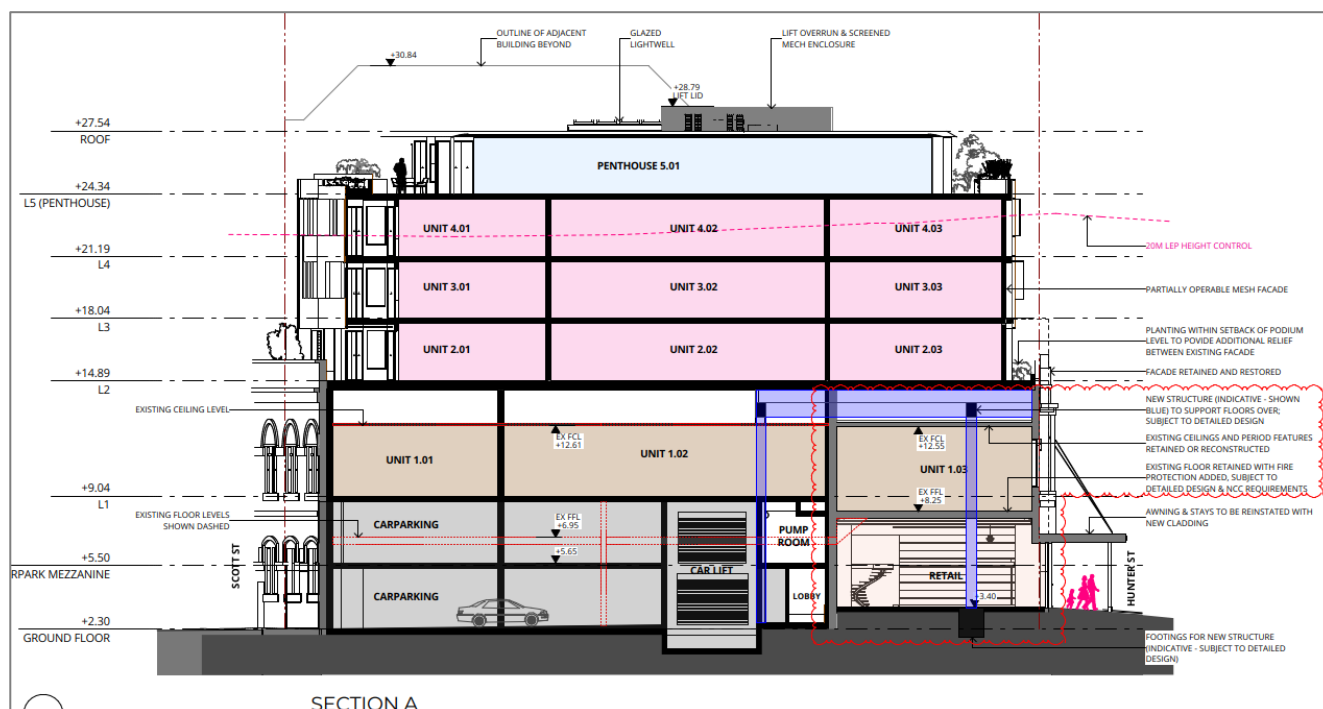 OUTLINE OF ADJACENT
BUILDING BEYOND
GLAZED
LIGHTWELL
LIFT OVERRUN & SCREENED
MECH ENCLOSURE
+30.84
+28.79
LIFT LID
+27.54
ROOF
PENTHOUSE 5.01
+24.34
L5 (PENTHOUSE)
UNIT 4.01
UNIT 4.02
UNIT 4.03
20M LEP HEIGHT CONTROL
+21.19
L4
UNIT 3.01
UNIT 3.02
UNIT 3.03
PARTIALLY OPERABLE MESH FACADE
+18.04
L3
PLANTING WITHIN SETBACK OF PODIUM
LEVEL TO POVIDE ADDITIONAL RELIEF
BETWEEN EXISTING FACADE
UNIT 2.01
UNIT 2.02
UNIT 2.03
FACADE RETAINED AND RESTORED
+14.89
L2
NEW STRUCTURE (INDICATIVE - SHOWN
BLUE) TO SUPPORT FLOORS OVER;
SUBJECT TO DETAILED DESIGN
EXISTING CEILING LEVEL
EX FCL
+12.61
EX FCL
+12.55
EXISTING CEILINGS AND PERIOD FEATURES
RETAINED OR RECONSTRUCTED
UNIT 1.01
UNIT 1.02
UNIT 1.03
EXISTING FLOOR RETAINED WITH FIRE
PROTECTION ADDED, SUBJECT TO
DETAILED DESIGN & NCC REQUIREMENTS
+9.04
L1
EX FFL
+8.25
EXISTING FLOOR LEVELS
SHOWN DASHED
CARPARKING
EX FFL
+6.95
PUMP
ROOM
AWNING & STAYS TO BE REINSTATED WITH
NEW CLADDING
+5.65
+5.50
RPARK MEZZANINE
SCOTT ST
CAR LIFT
RETAIL
HUNTER ST
CARPARKING
LOBBY
+3.40
+2.30
GROUND FLOOR
FOOTINGS FOR NEW STRUCTURE
(INDICATIVE - SUBJECT TO DETAILED
DESIGN)
SECTION A